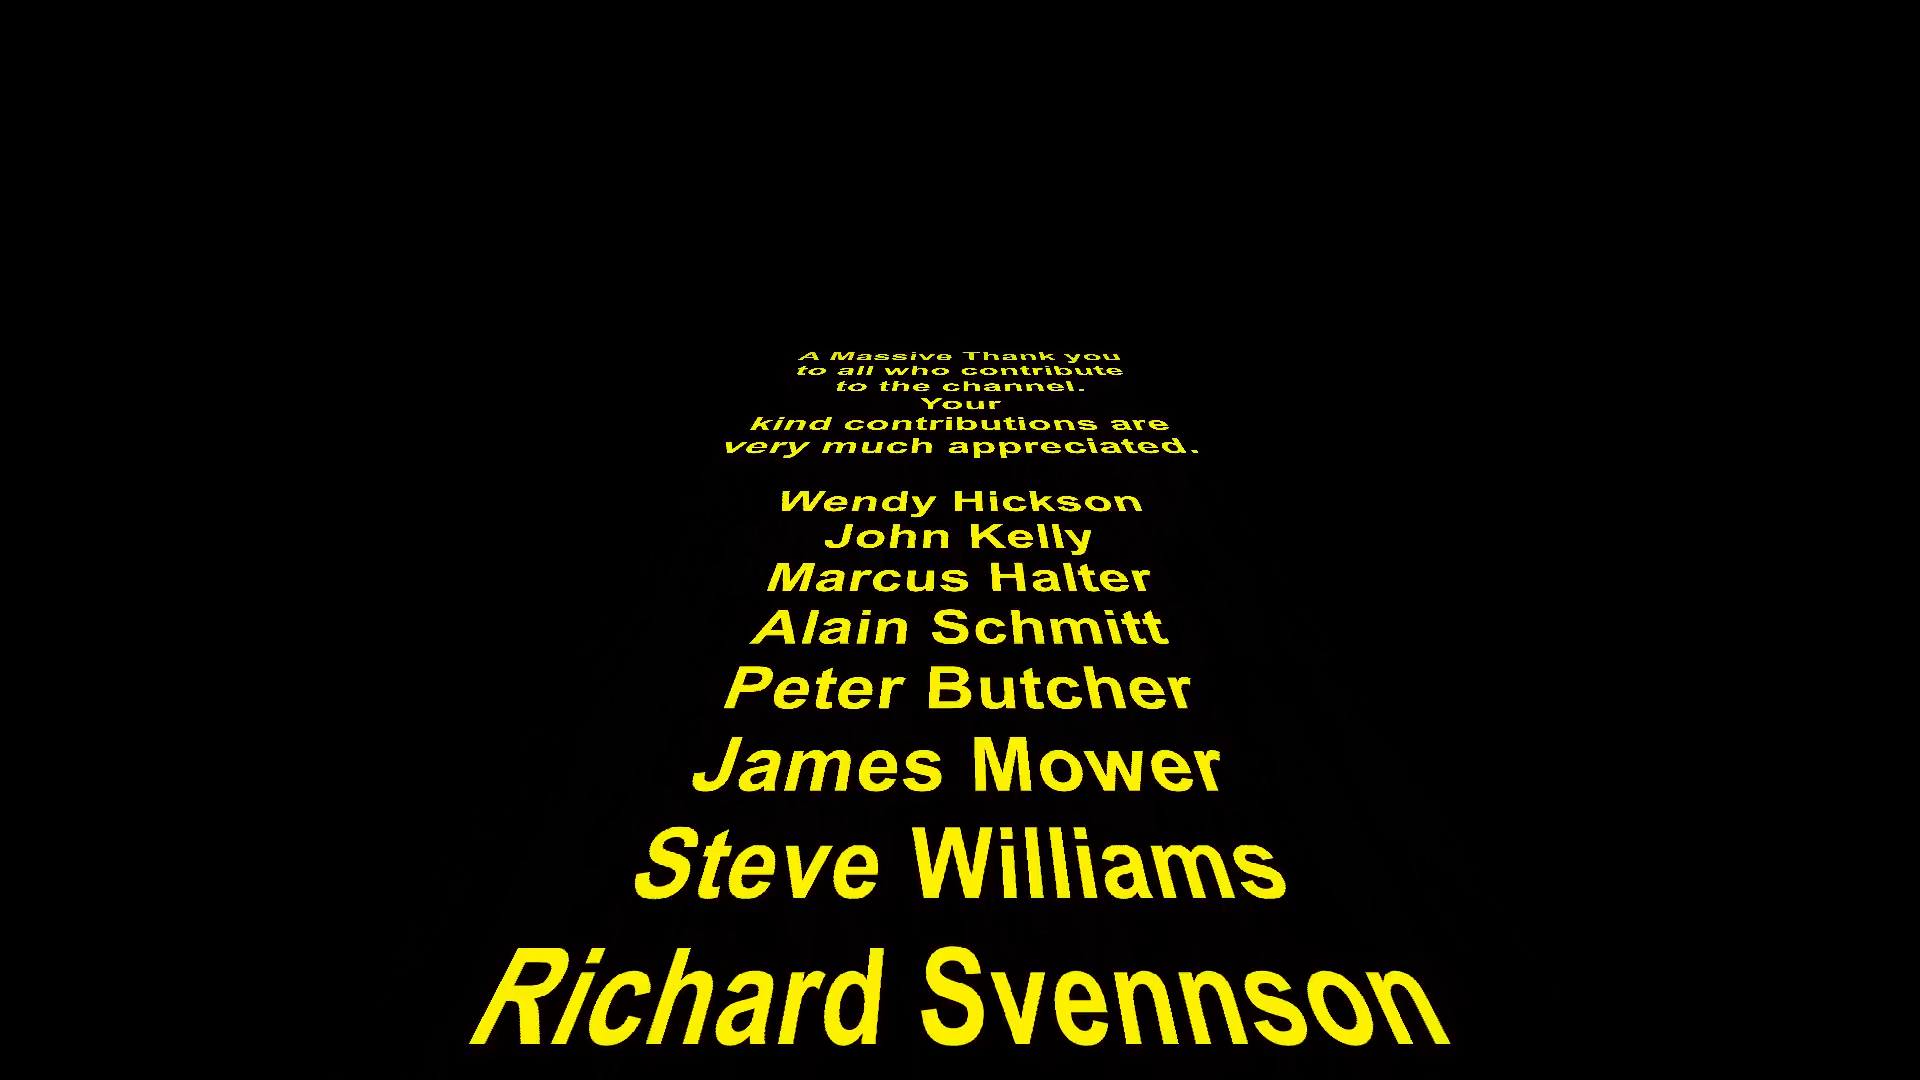 A Massive Thank you
to all who contribute
to the channel.
Your
kind contributions are
very much appreciated.
Wendy Hickson
John Kelly
Marcus Halter
Alain Schmitt
Peter Butcher
James Mower
Steve Williams
Richard Svennson